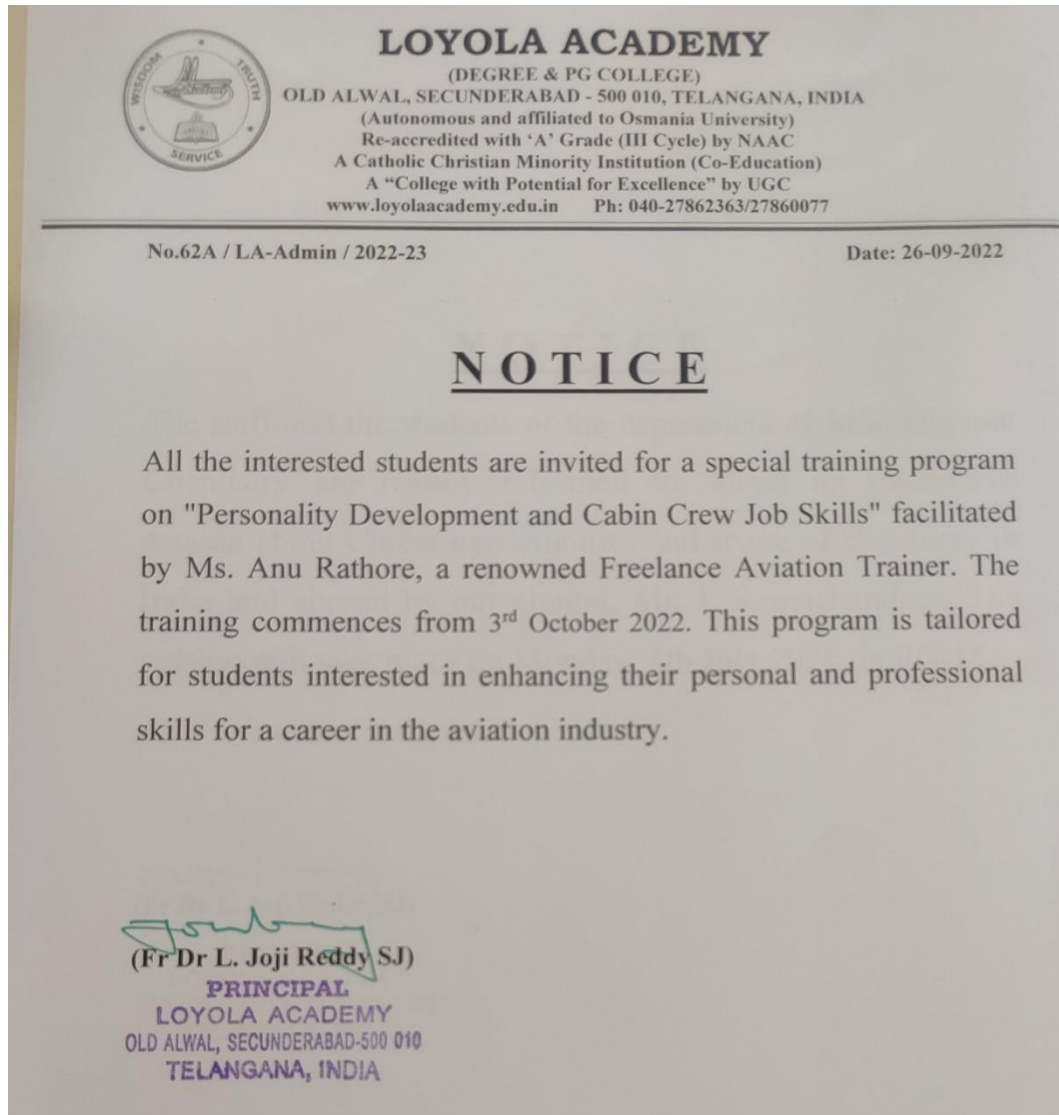 WISDOM TRUTH
SERVICE
LOYOLA ACADEMY
(DEGREE & PG COLLEGE)
OLD ALWAL, SECUNDERABAD - 500 010, TELANGANA, INDIA
(Autonomous and affiliated to Osmania University)
Re-accredited with ‘A’ Grade (III Cycle) by NAAC
A Catholic Christian Minority Institution (Co-Education)
A “College with Potential for Excellence” by UGC
www.loyolaacademy.edu.in Ph: 040-27862363/27860077
No.62A / LA-Admin / 2022-23 Date: 26-09-2022
NOTICE
All the interested students are invited for a special training program
on "Personality Development and Cabin Crew Job Skills" facilitated
by Ms. Anu Rathore, a renowned Freelance Aviation Trainer. The
training commences from 3rd October 2022. This program is tailored
for students interested in enhancing their personal and professional
skills for a career in the aviation industry.
(Fr Dr L. Joji Reddy SJ)
PRINCIPAL
LOYOLA ACADEMY
OLD ALWAL, SECUNDERABAD-500 010
TELANGANA, INDIA